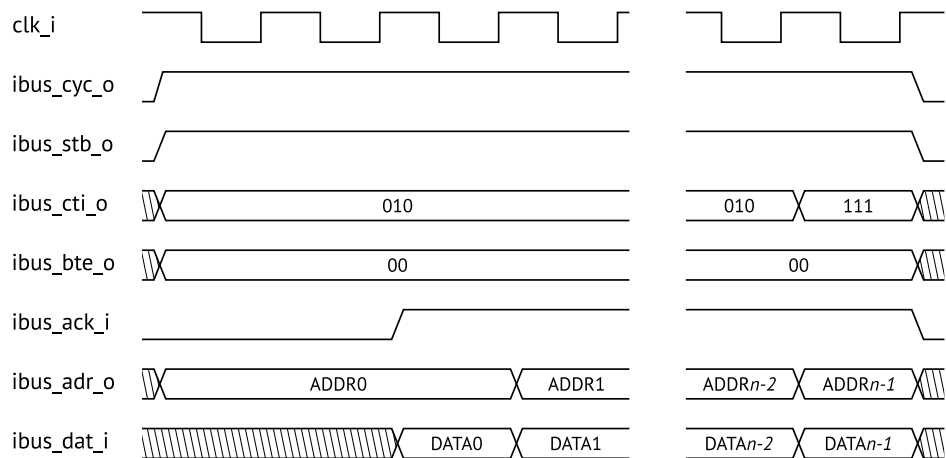 clk_i
ibus_cyc_o
ibus_stb_o
ibus_cti_o 010 010 111
ibus_bte_o 00 00
ibus_ack_i
ibus_adr_o ADDR0 ADDR1 ADDRn-2 ADDRn-1
ibus_dat_i DATA0 DATA1 DATAn-2 DATAn-1